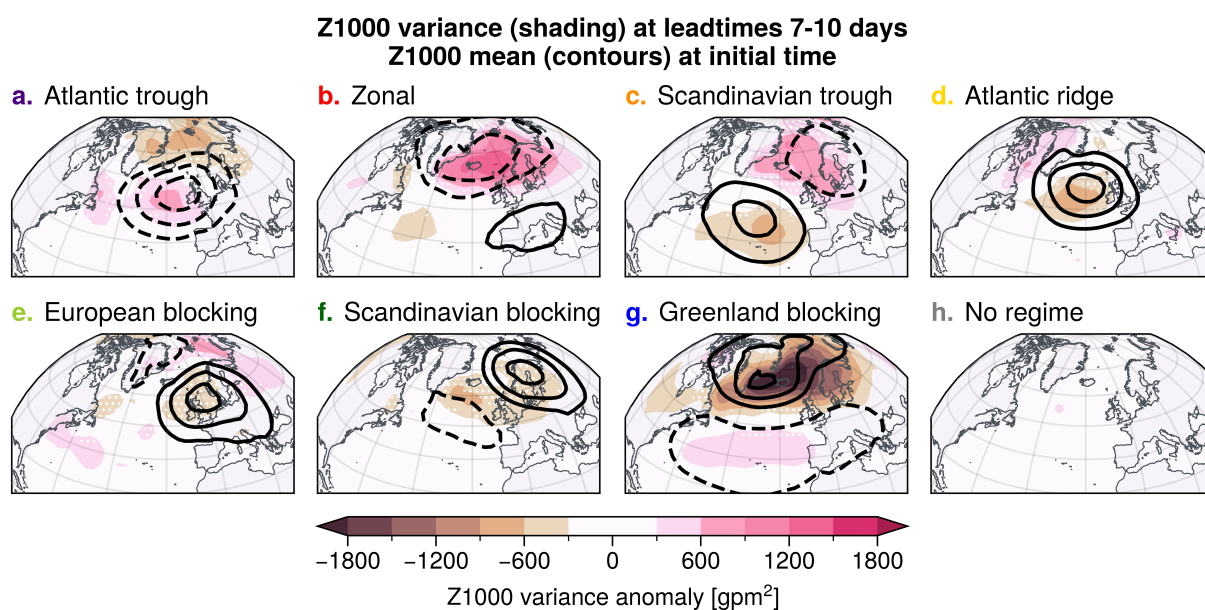 Z1000 variance (shading) at leadtimes 7-10 days
Z1000 mean (contours) at initial time
a. Atlantic trough
b. Zonal
c. Scandinavian trough
d. Atlantic ridge
e. European blocking
f. Scandinavian blocking
g. Greenland blocking
h. No regime
−1800 −1200 −600 0 600 1200 1800
Z1000 variance anomaly [gpm²]